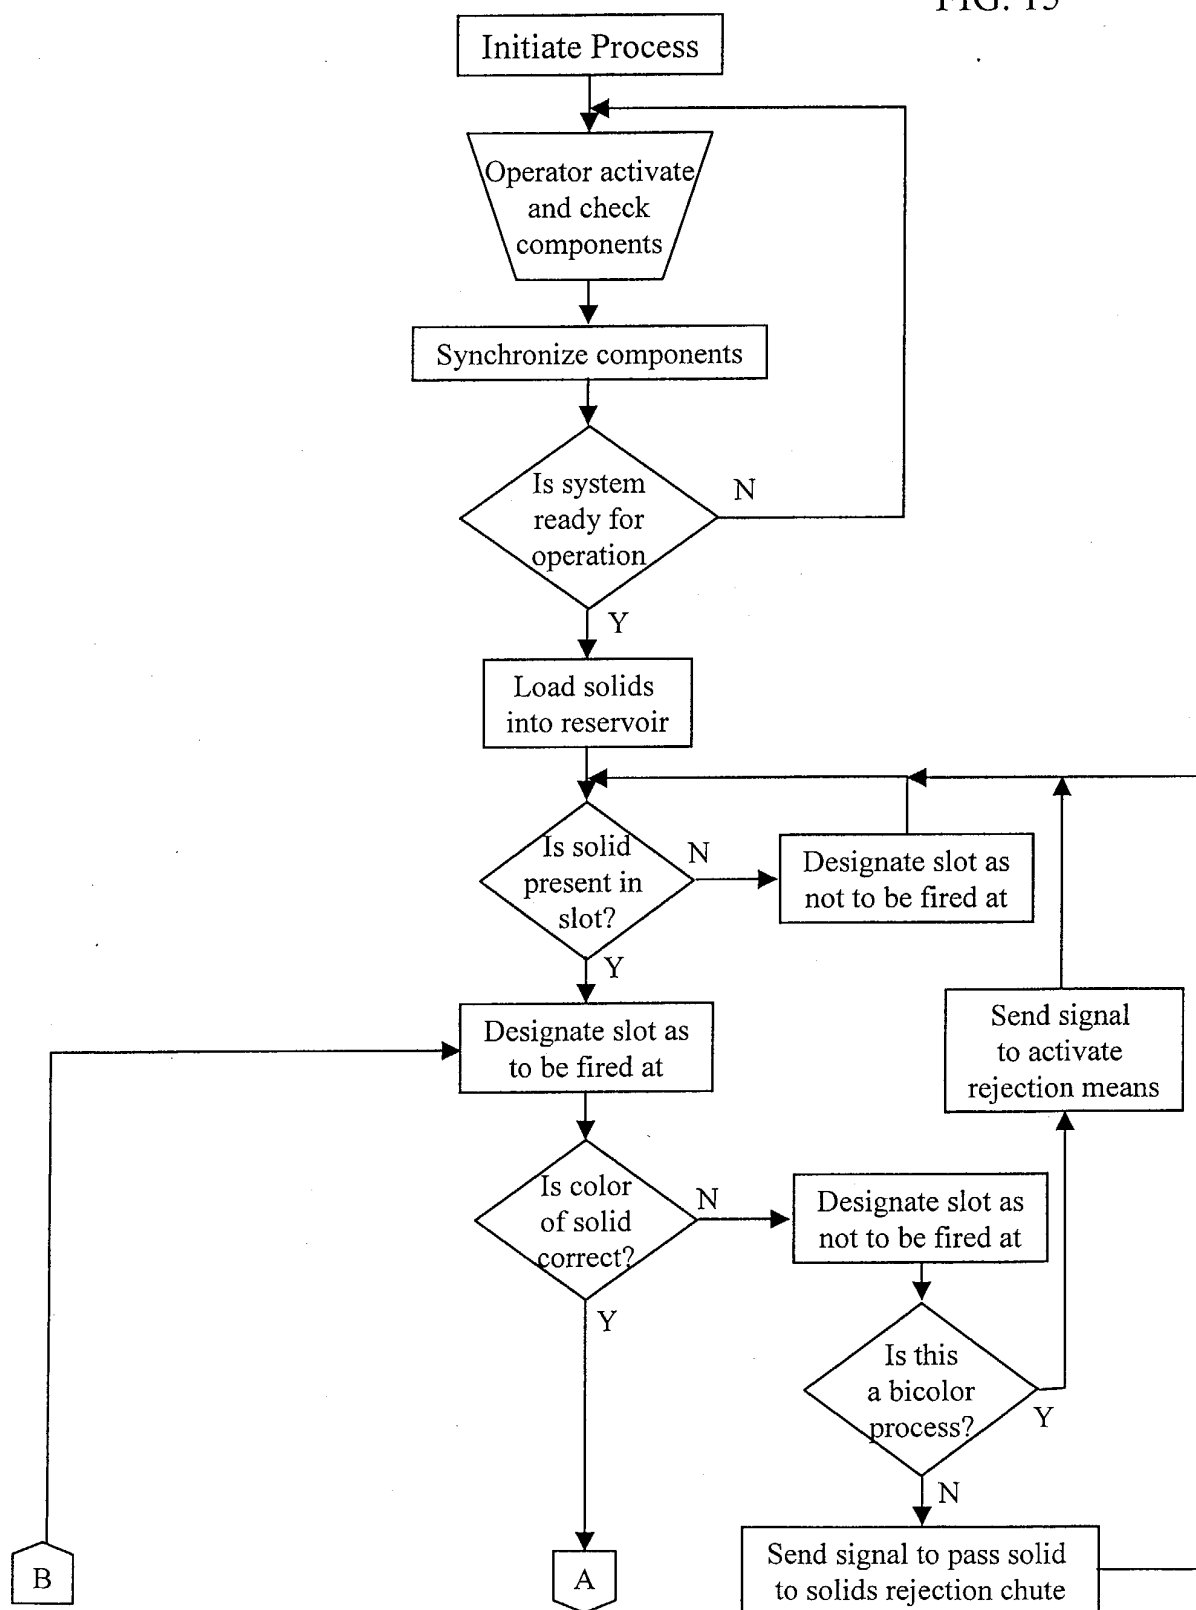 FIG. 15
Initiate Process
Operator activate
and check
components
Synchronize components
Is system
ready for
operation
N
Y
Load solids
into reservoir
Is solid
present in
slot?
N
Designate slot as
not to be fired at
Y
Designate slot as
to be fired at
Send signal
to activate
rejection means
Is color
of solid
correct?
N
Designate slot as
not to be fired at
Y
Is this
a bicolor
process?
Y
N
Send signal to pass solid
to solids rejection chute
B
A